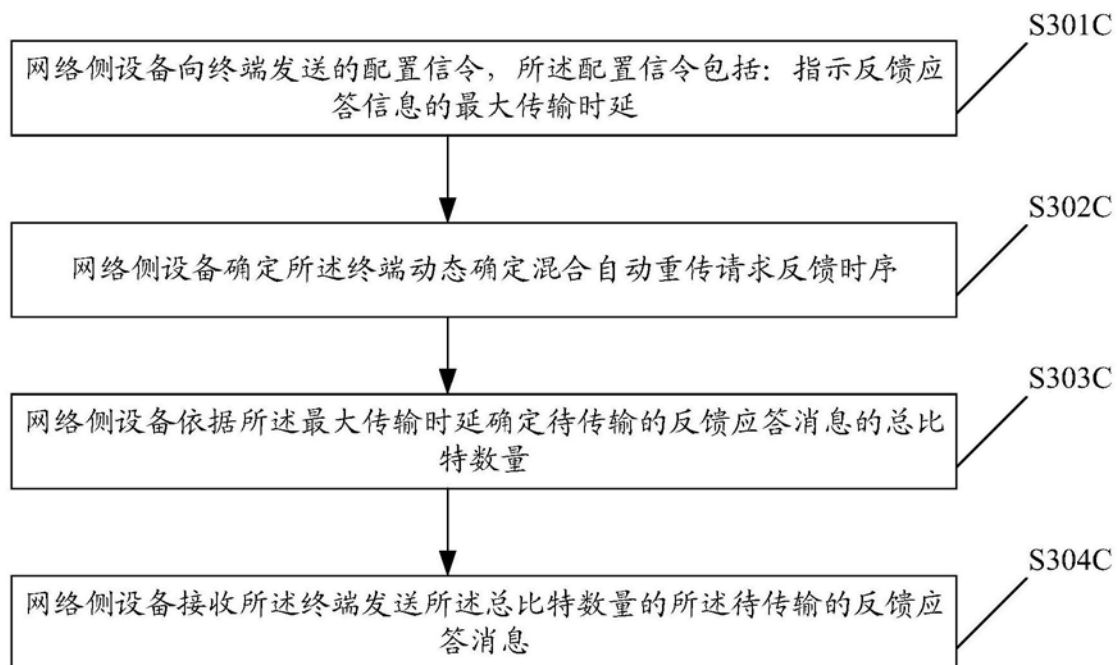 S301C
网络侧设备向终端发送的配置信令，所述配置信令包括：指示反馈应
答信息的最大传输时延
S302C
网络侧设备确定所述终端动态确定混合自动重传请求反馈时序
S303C
网络侧设备依据所述最大传输时延确定待传输的反馈应答消息的总比
特数量
S304C
网络侧设备接收所述终端发送所述总比特数量的所述待传输的反馈应
答消息